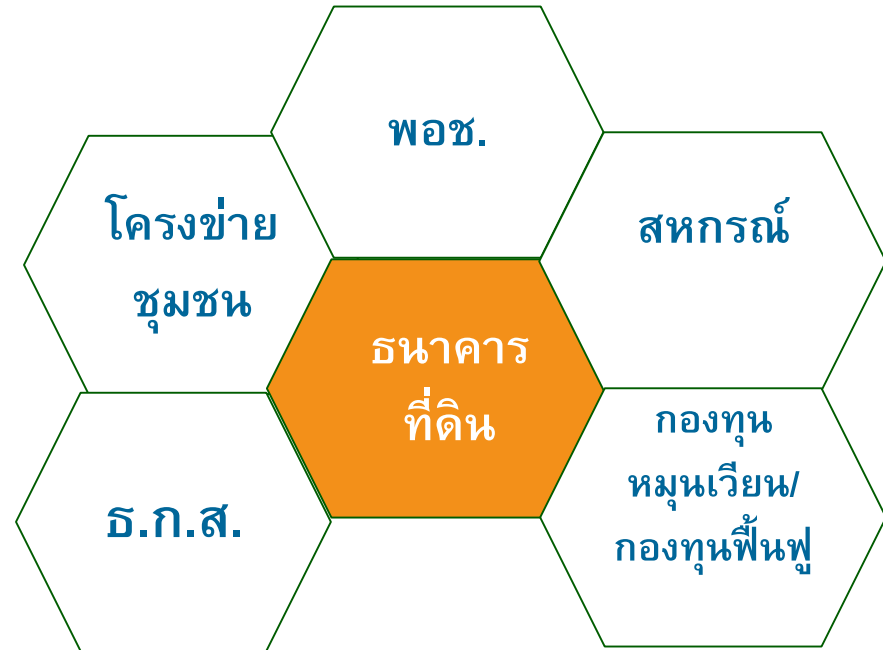 พอช.
โครงข่าย
ชุมชน
สหกรณ์
ธนาคาร
ที่ดิน
ธ.ก.ส.
กองทุน
หมุนเวียน/
กองทุนฟื้นฟู